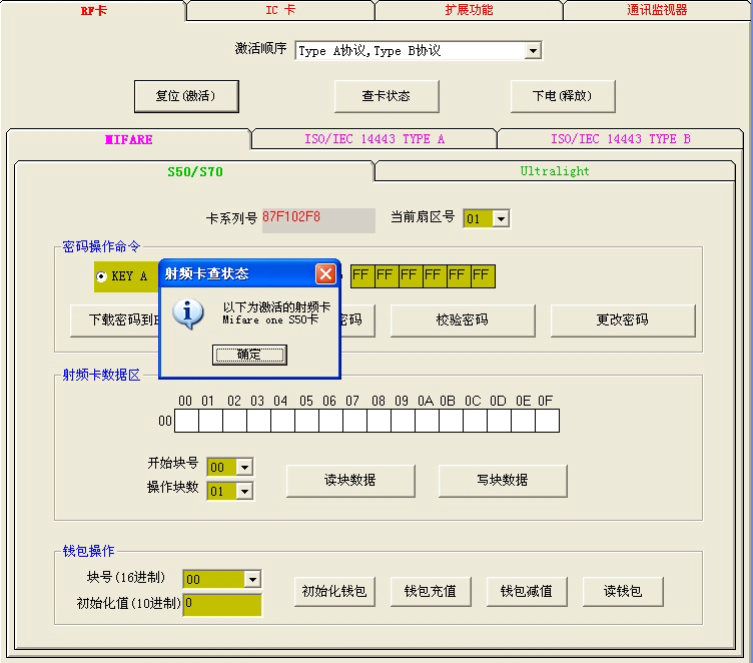 RF卡 IC 卡 扩展功能 通讯监视器
激活顺序 Type A协议,Type B协议
复位(激活) 查卡状态 下电(释放)
MIFARE ISO/IEC 14443 TYPE A ISO/IEC 14443 TYPE B
S50/S70 Ultralight
卡系列号 87F102F8 当前扇区号 01
密码操作命令
KEY A FF FF FF FF FF FF
射频卡查状态
以下为激活的射频卡
Mifare one S50卡
确定
下载密码到 密码 校验密码 更改密码
射频卡数据区
00 01 02 03 04 05 06 07 08 09 0A 0B 0C 0D 0E 0F
00
开始块号 00
操作块数 01
读块数据 写块数据
钱包操作
块号(16进制) 00
初始化值(10进制) 0
初始化钱包 钱包充值 钱包减值 读钱包